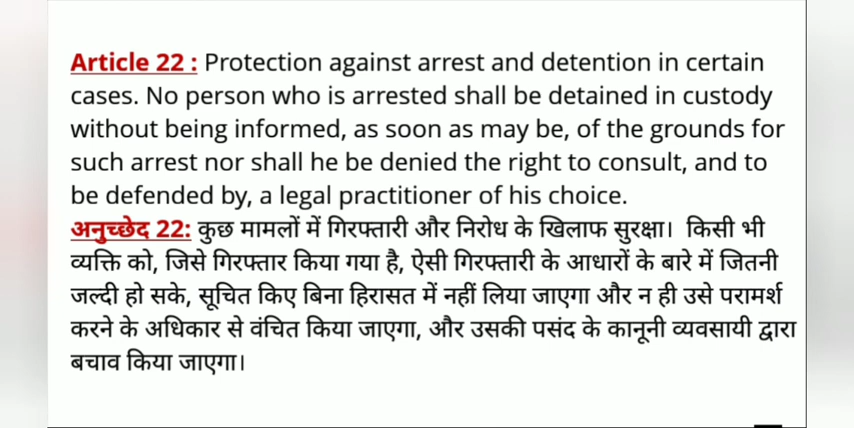 Article 22 : Protection against arrest and detention in certain
cases. No person who is arrested shall be detained in custody
without being informed, as soon as may be, of the grounds for
such arrest nor shall he be denied the right to consult, and to
be defended by, a legal practitioner of his choice.
अनुच्छेद 22: कुछ मामलों में गिरफ्तारी और निरोध के खिलाफ सुरक्षा। किसी भी
व्यक्ति को, जिसे गिरफ्तार किया गया है, ऐसी गिरफ्तारी के आधारों के बारे में जितनी
जल्दी हो सके, सूचित किए बिना हिरासत में नहीं लिया जाएगा और न ही उसे परामर्श
करने के अधिकार से वंचित किया जाएगा, और उसकी पसंद के कानूनी व्यवसायी द्वारा
बचाव किया जाएगा।